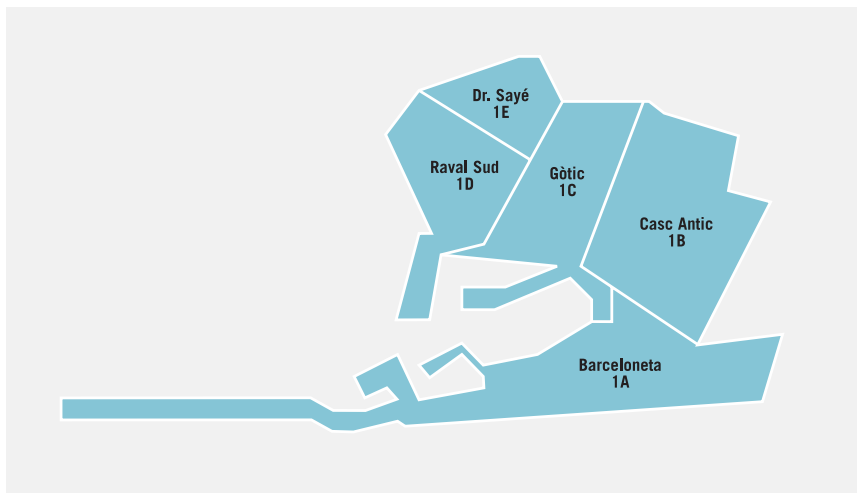 Dr. Sayé
1E
Raval Sud
1D
Gòtic
1C
Casc Antic
1B
Barceloneta
1A